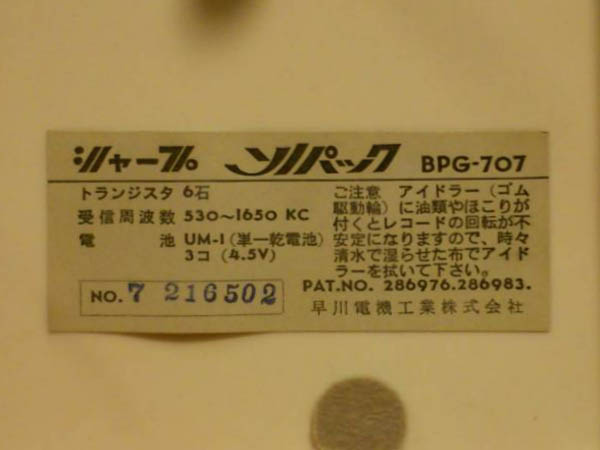 シャープ ソノパック BPG-707
トランジスタ 6石
受信周波数 530~1650 KC
電池 UM-1 (単一乾電池)
3コ (4.5V)
NO. 7 216502
ご注意 アイドラー (ゴム
駆動輪) に油類やほこりが
付くとレコードの回転が不
安定になりますので、時々
清水で湿らせた布でアイド
ラーを拭いて下さい。
PAT.NO. 286976.286983.
早川電機工業株式会社